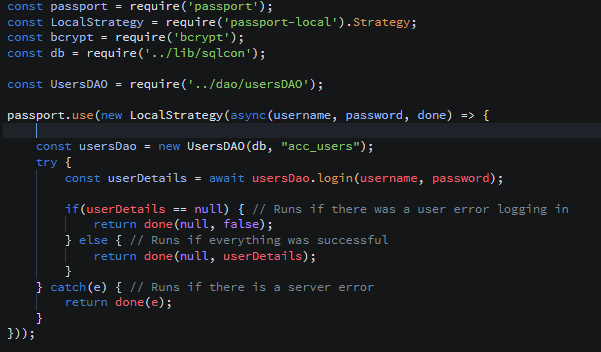 const passport = require('passport');
const LocalStrategy = require('passport-local').Strategy;
const bcrypt = require('bcrypt');
const db = require('../lib/sqlcon');
const UsersDAO = require('../dao/usersDAO');
passport.use(new LocalStrategy(async(username, password, done) => {
const usersDao = new UsersDAO(db, "acc_users");
try {
const userDetails = await usersDao.login(username, password);
if(userDetails == null) { // Runs if there was a user error logging in
return done(null, false);
} else { // Runs if everything was successful
return done(null, userDetails);
}
} catch(e) { // Runs if there is a server error
return done(e);
}
}));